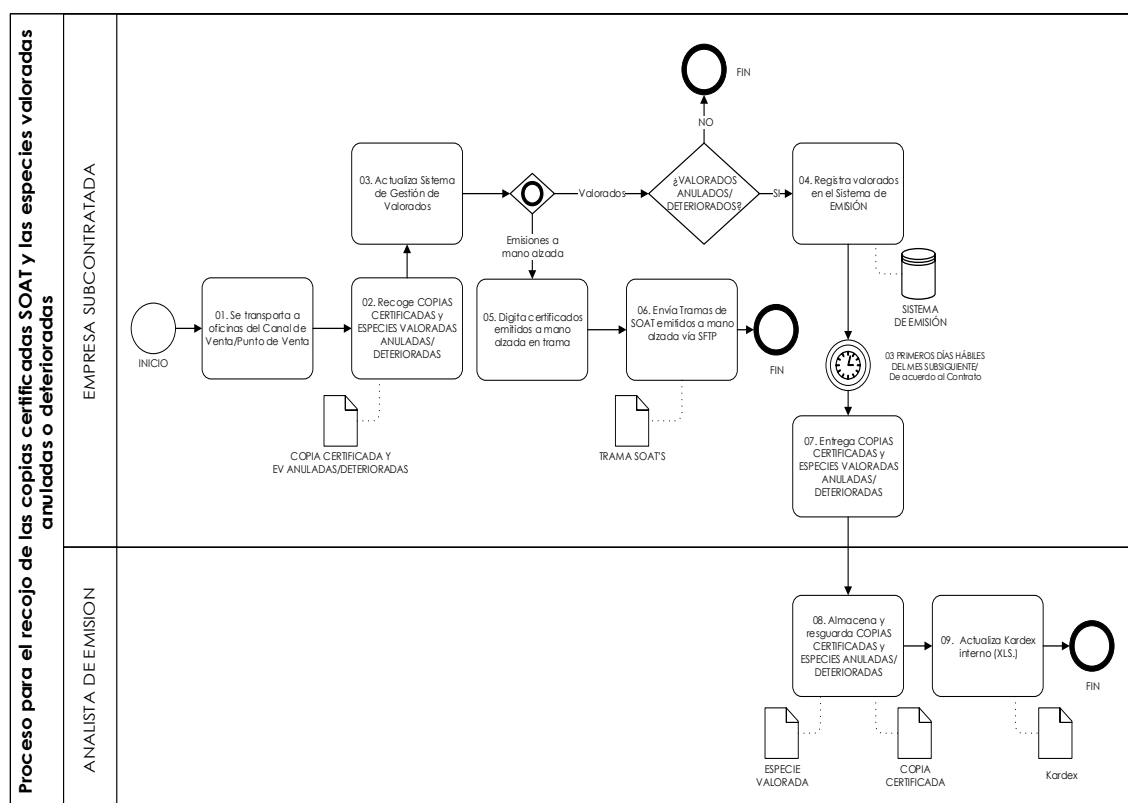 Proceso para el recojo de las copias certificadas SOAT y las especies valoradas
anuladas o deterioradas
EMPRESA SUBCONTRATADA
INICIO
01. Se transporta a
oficinas del Canal de
Venta/Punto de Venta
02. Recoge COPIAS
CERTIFICADAS y
ESPECIES VALORADAS
ANULADAS/
DETERIORADAS
COPIA CERTIFICADA Y
EV ANULADAS/DETERIORADAS
03. Actualiza Sistema
de Gestión de
Valorados
Valorados
Emisiones a
mano alzada
05. Digita certificados
emitidos a mano
alzada en trama
06. Envía Tramas de
SOAT emitidos a mano
alzada vía SFTP
TRAMA SOAT'S
FIN
¿VALORADOS
ANULADOS/
DETERIORADOS?
NO
FIN
SI
04. Registra valorados
en el Sistema de
EMISIÓN
SISTEMA
DE EMISIÓN
03 PRIMEROS DÍAS HÁBILES
DEL MES SUBSIGUIENTE/
De acuerdo al Contrato
07. Entrega COPIAS
CERTIFICADAS y
ESPECIES VALORADAS
ANULADAS/
DETERIORADAS
ANALISTA DE EMISION
08. Almacena y
resguarda COPIAS
CERTIFICADAS y
ESPECIES ANULADAS/
DETERIORADAS
ESPECIE
VALORADA
COPIA
CERTIFICADA
09. Actualiza Kardex
interno (XLS.)
Kardex
FIN